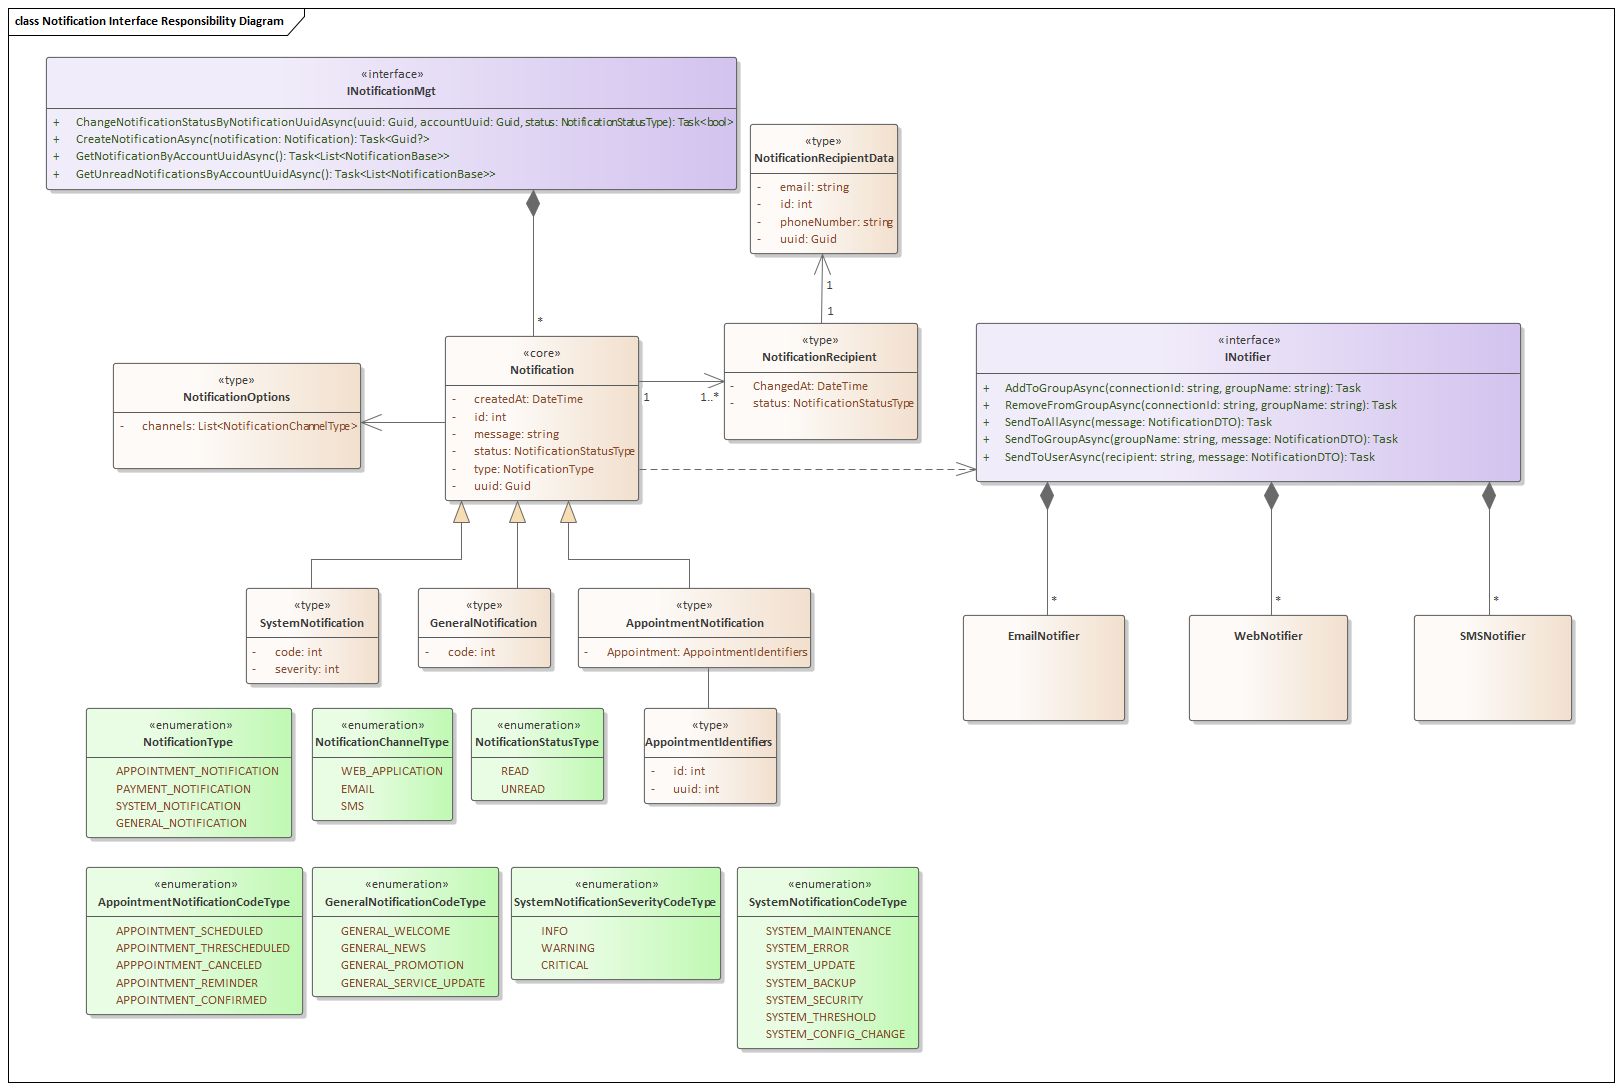 class Notification Interface Responsibility Diagram
«interface»
INotificationMgt
+ ChangeNotificationStatusByNotificationUuidAsync(uuid: Guid, accountUuid: Guid, status: NotificationStatusType): Task<bool>
+ CreateNotificationAsync(notification: Notification): Task<Guid?>
+ GetNotificationByAccountUuidAsync(): Task<List<NotificationBase>>
+ GetUnreadNotificationsByAccountUuidAsync(): Task<List<NotificationBase>>
«type»
NotificationRecipientData
- email: string
- id: int
- phoneNumber: string
- uuid: Guid
1
1
*
«type»
NotificationOptions
- channels: List<NotificationChannelType>
«core»
Notification
- createdAt: DateTime
- id: int
- message: string
- status: NotificationStatusType
- type: NotificationType
- uuid: Guid
1
1..*
«type»
NotificationRecipient
- ChangedAt: DateTime
- status: NotificationStatusType
«interface»
INotifier
+ AddToGroupAsync(connectionId: string, groupName: string): Task
+ RemoveFromGroupAsync(connectionId: string, groupName: string): Task
+ SendToAllAsync(message: NotificationDTO): Task
+ SendToGroupAsync(groupName: string, message: NotificationDTO): Task
+ SendToUserAsync(recipient: string, message: NotificationDTO): Task
«type»
SystemNotification
- code: int
- severity: int
«type»
GeneralNotification
- code: int
«type»
AppointmentNotification
- Appointment: AppointmentIdentifiers
*
*
*
EmailNotifier
WebNotifier
SMSNotifier
«enumeration»
NotificationType
APPOINTMENT_NOTIFICATION
PAYMENT_NOTIFICATION
SYSTEM_NOTIFICATION
GENERAL_NOTIFICATION
«enumeration»
NotificationChannelType
WEB_APPLICATION
EMAIL
SMS
«enumeration»
NotificationStatusType
READ
UNREAD
«type»
AppointmentIdentifiers
- id: int
- uuid: int
«enumeration»
AppointmentNotificationCodeType
APPOINTMENT_SCHEDULED
APPOINTMENT_THRESCHEDULED
APPPOINTMENT_CANCELED
APPOINTMENT_REMINDER
APPOINTMENT_CONFIRMED
«enumeration»
GeneralNotificationCodeType
GENERAL_WELCOME
GENERAL_NEWS
GENERAL_PROMOTION
GENERAL_SERVICE_UPDATE
«enumeration»
SystemNotificationSeverityCodeType
INFO
WARNING
CRITICAL
«enumeration»
SystemNotificationCodeType
SYSTEM_MAINTENANCE
SYSTEM_ERROR
SYSTEM_UPDATE
SYSTEM_BACKUP
SYSTEM_SECURITY
SYSTEM_THRESHOLD
SYSTEM_CONFIG_CHANGE